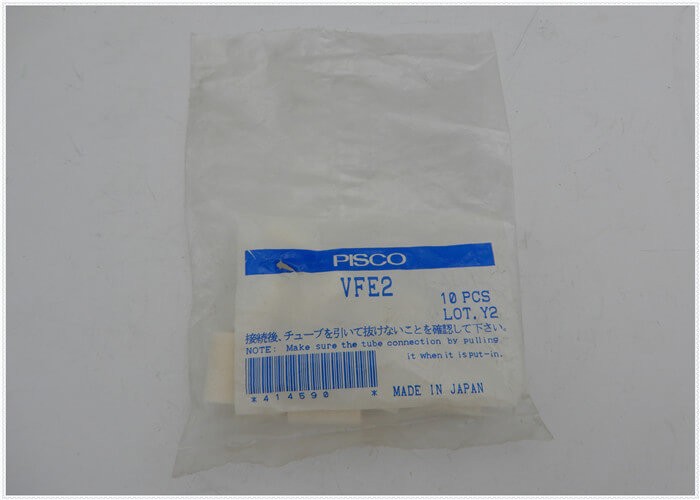 PISCO
VFE2
10 PCS
LOT.Y2
接続後、チューブを引いて抜けないことを確認して下さい。
NOTE: Make sure the tube connection by pulling
it when it is put-in.
*414590 *
MADE IN JAPAN